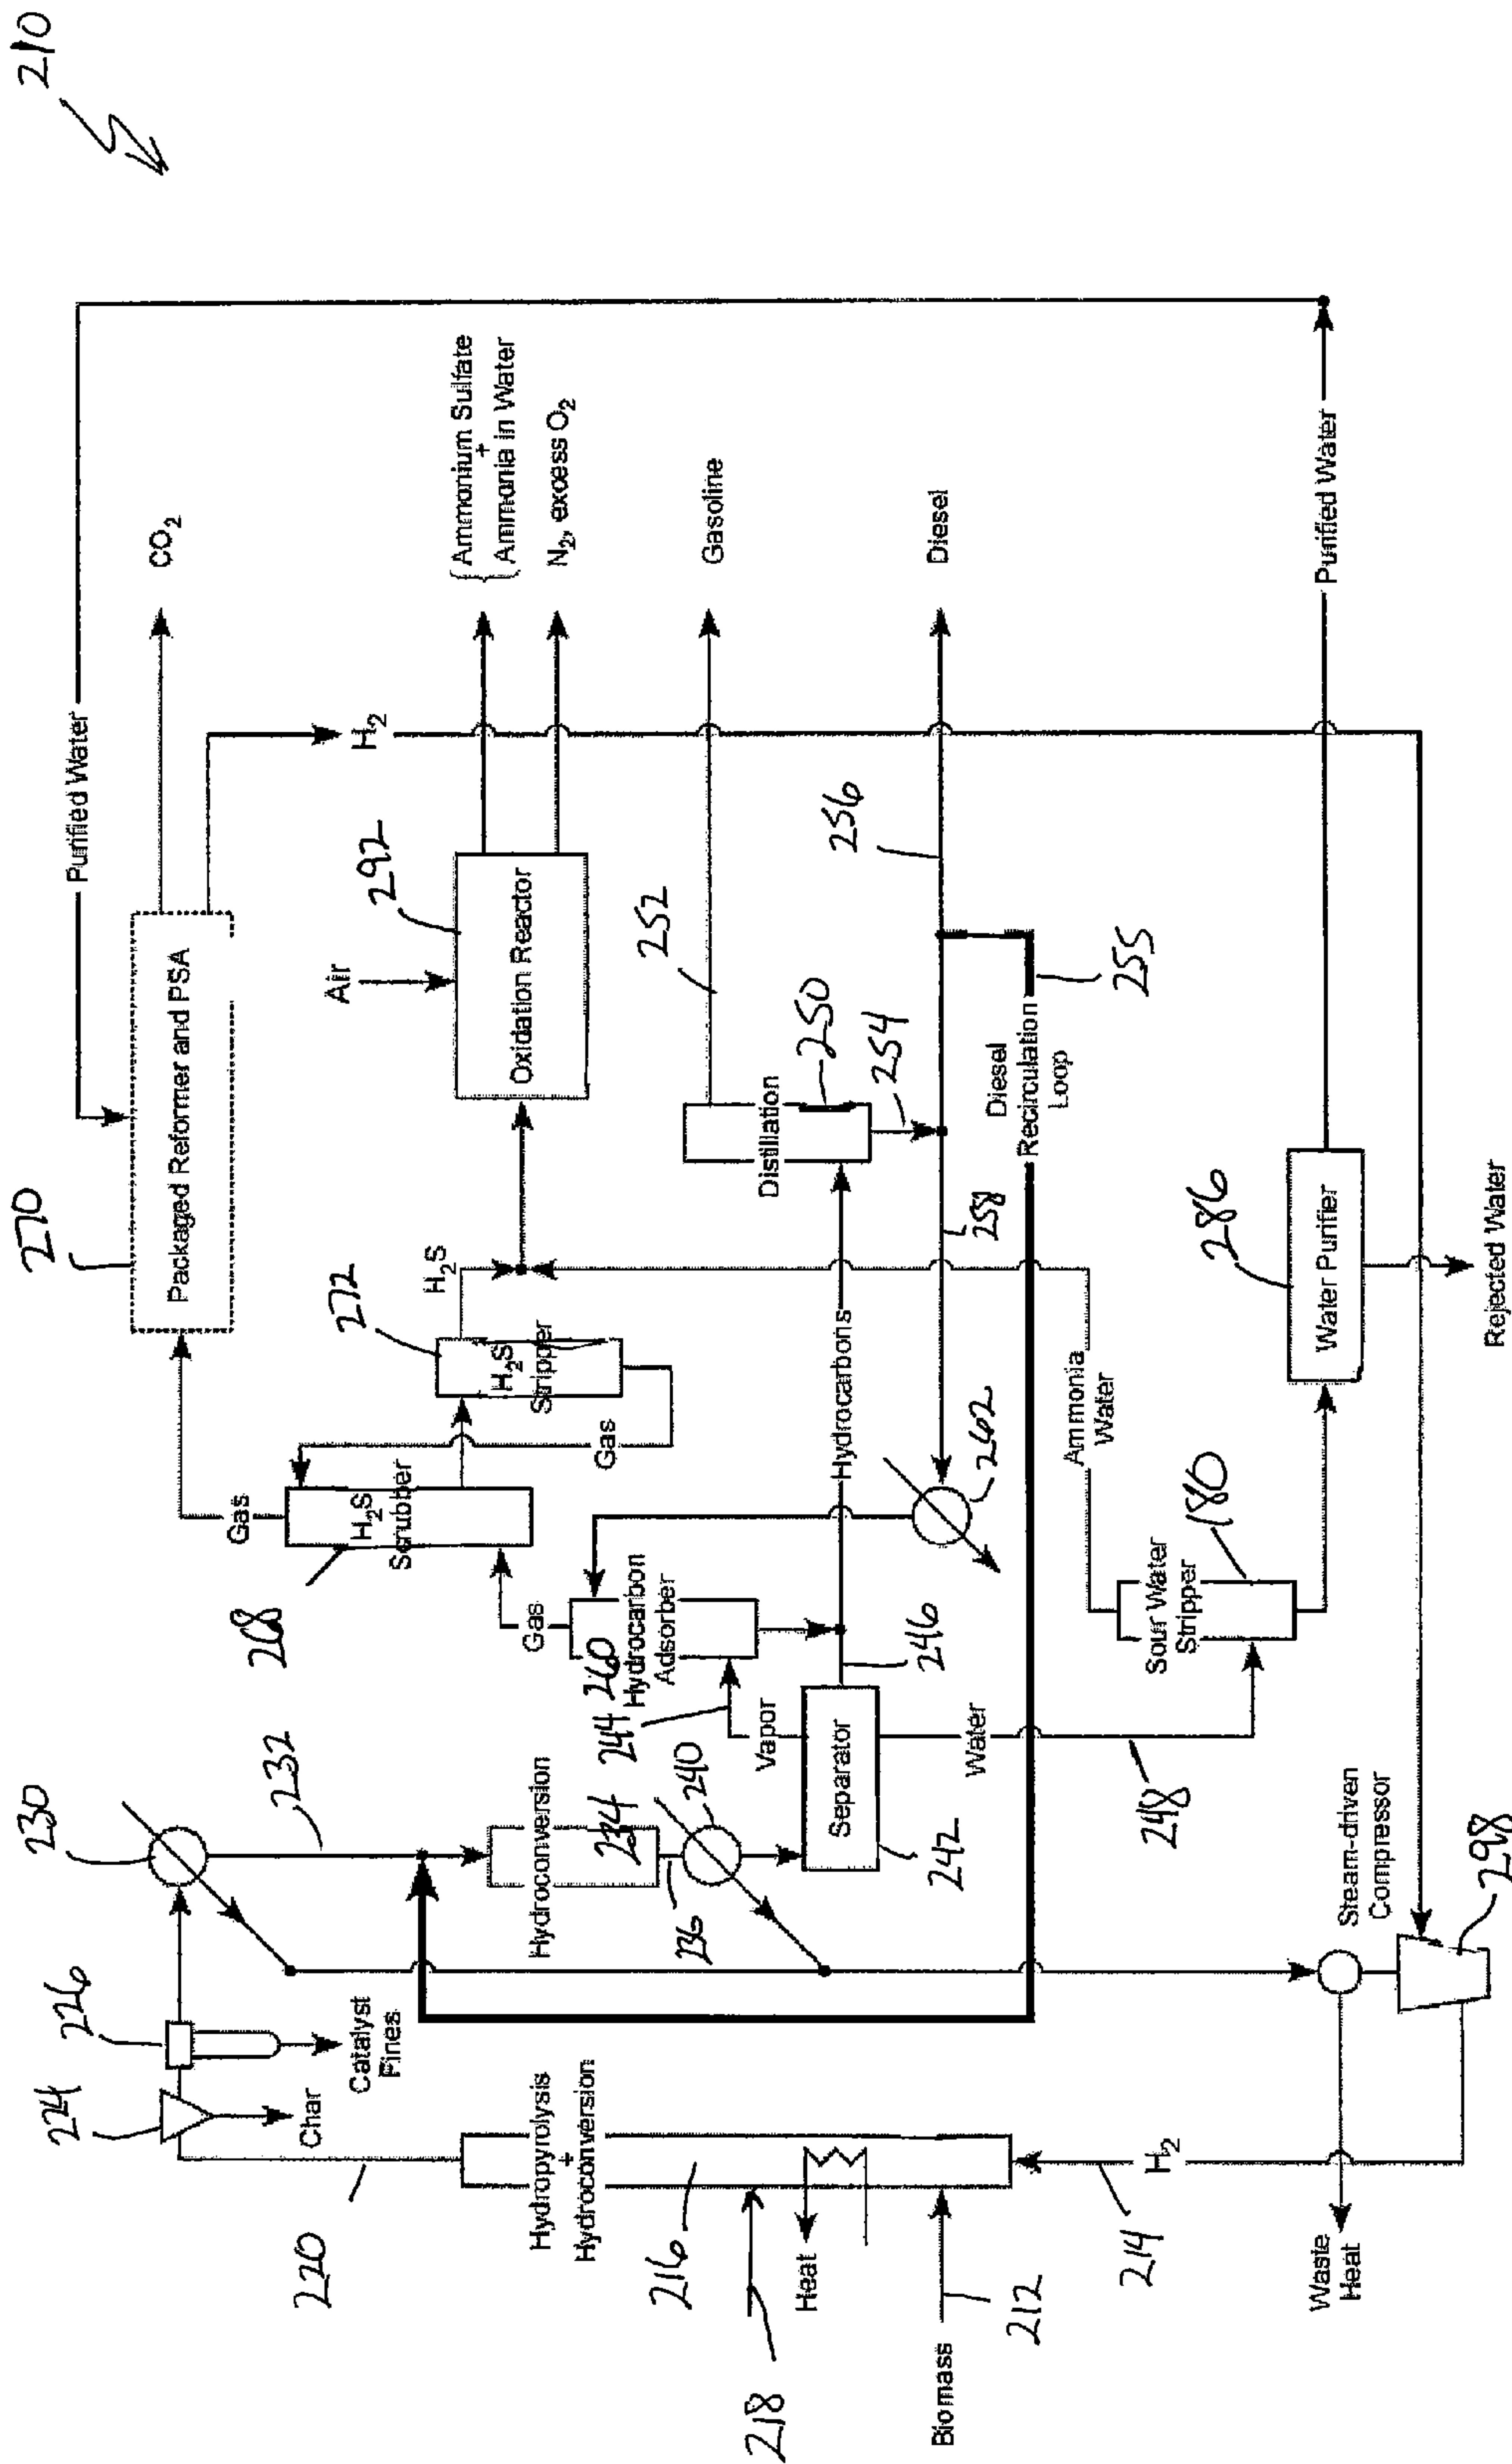 210
Purified Water
270
Packaged Reformer and PSA
CO2
H2
Gas
H2S
Scrubber
268
Gas
272
H2S
Stripper
H2S
Air
292
Oxidation Reactor
{Ammonium Sulfate
+
Ammonia in Water
N2, excess O2
230
232
226
224
Catalyst
Fines
Char
220
Hydropyrolysis
+
Hydroconversion
216
218
Heat
Biomass
212
214
H2
Hydroconversion
234
236
240
244
260
Gas
Hydrocarbon
Adsorber
Vapor
Separator
242
246
Hydrocarbons
Distillation
250
252
Gasoline
254
256
Diesel
258
262
Diesel
Recirculation
Loop
255
Water
248
Sour Water
Stripper
180
Ammonia
Water
286
Water Purifier
Purified Water
Rejected Water
Steam-driven
Compressor
298
Waste
Heat